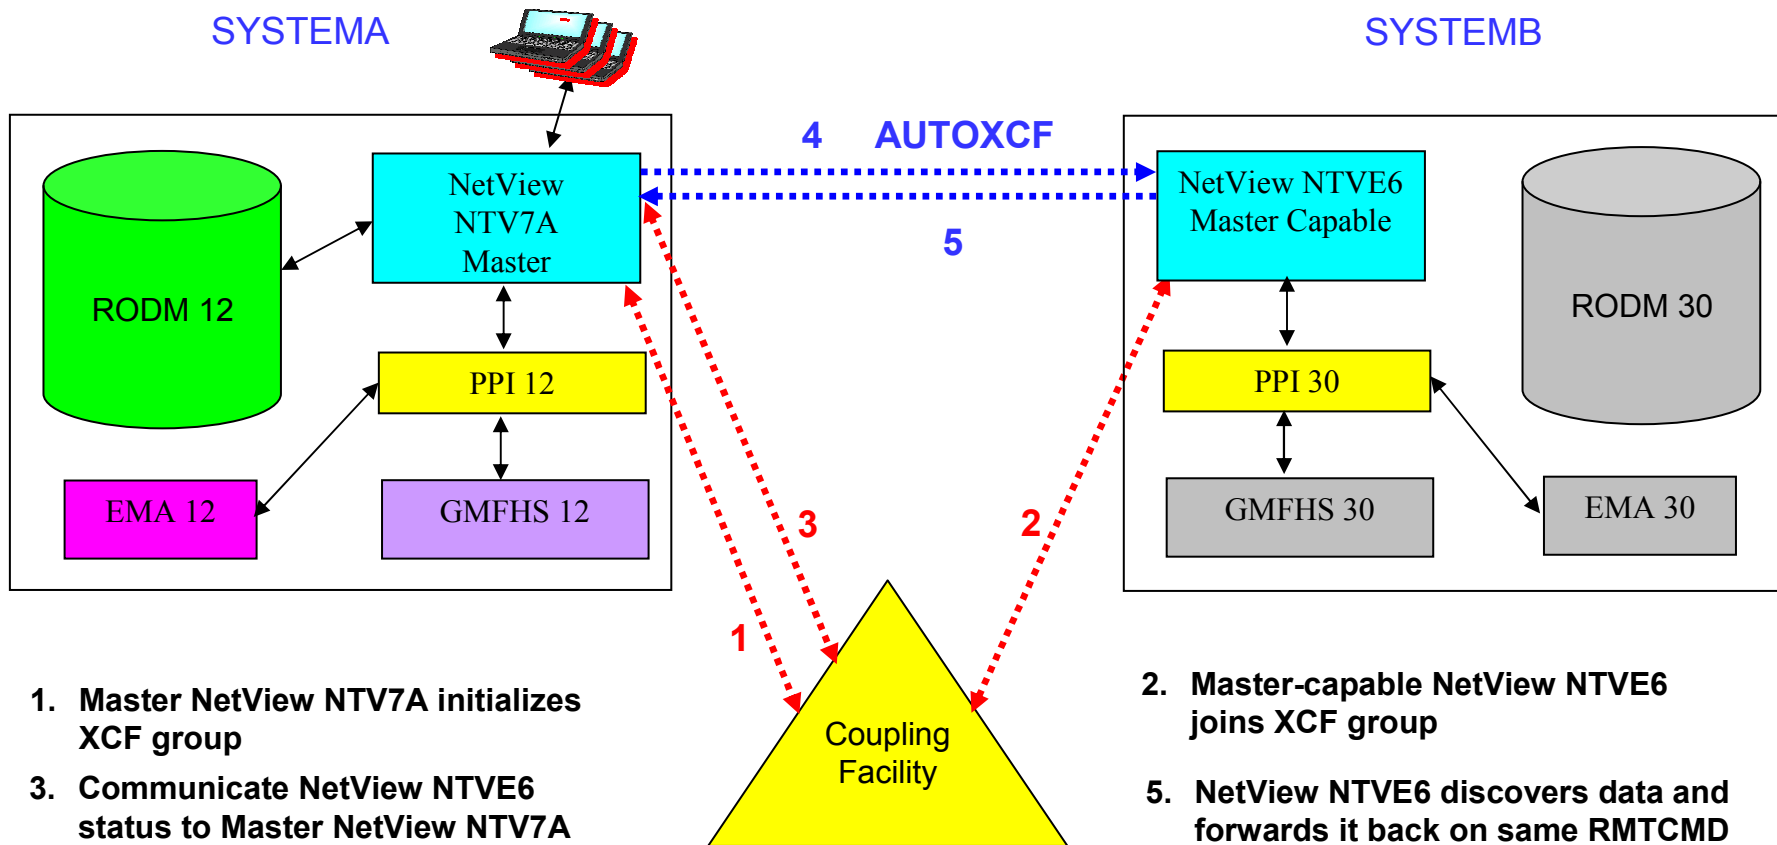 SYSTEMA
SYSTEMB
4 AUTOXCF
5
NetView
NTV7A
Master
RODM 12
PPI 12
EMA 12
GMFHS 12
NetView NTVE6
Master Capable
RODM 30
PPI 30
GMFHS 30
EMA 30
1
3
2
Coupling
Facility
1. Master NetView NTV7A initializes
XCF group
3. Communicate NetView NTVE6
status to Master NetView NTV7A
2. Master-capable NetView NTVE6
joins XCF group
5. NetView NTVE6 discovers data and
forwards it back on same RMTCMD